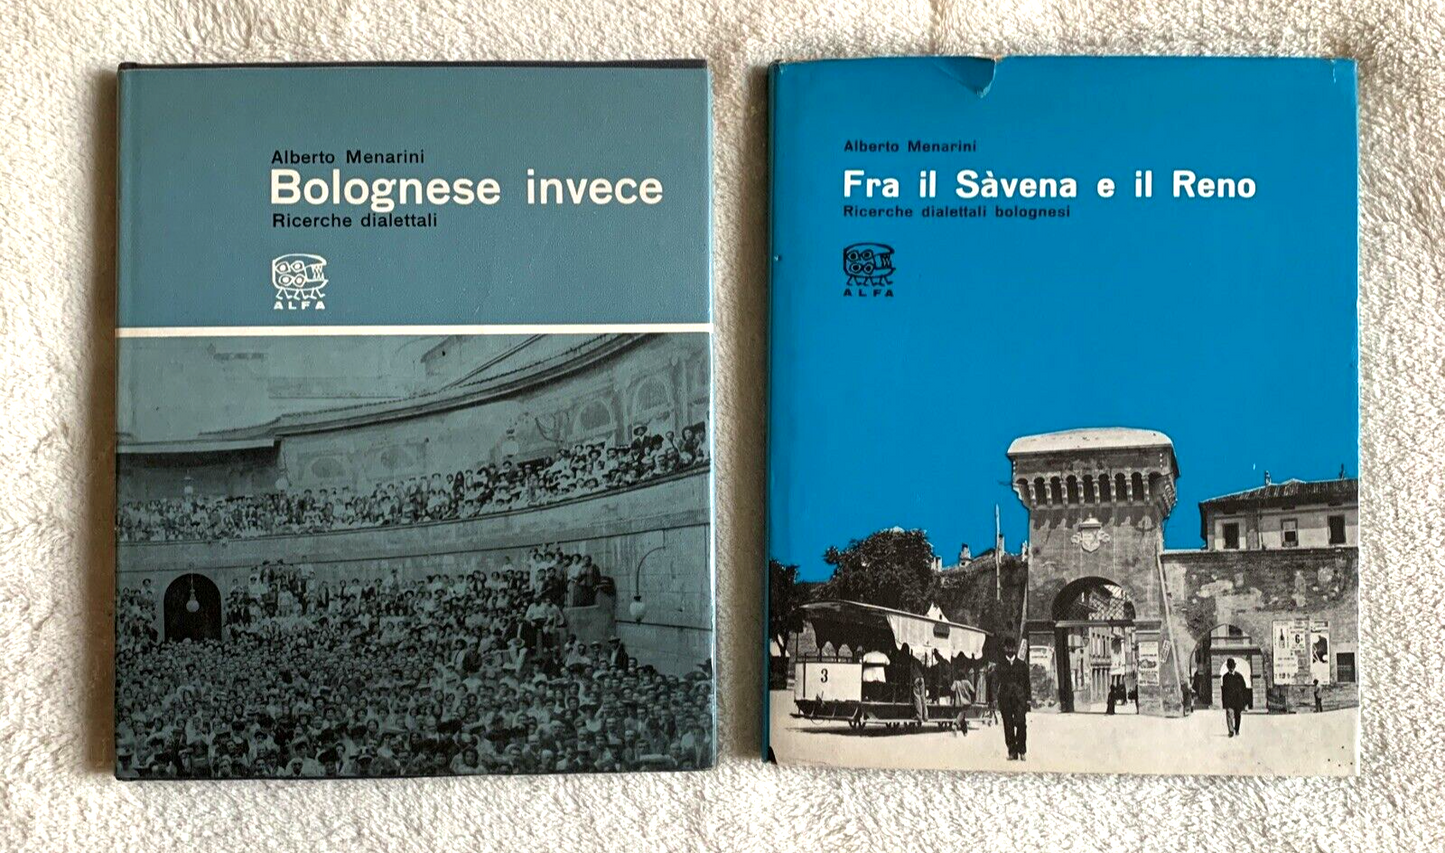 Alberto Menarini
Bolognese invece
Ricerche dialettali
ALFA
Alberto Menarini
Fra il Sàvena e il Reno
Ricerche dialettali bolognesi
ALFA
3